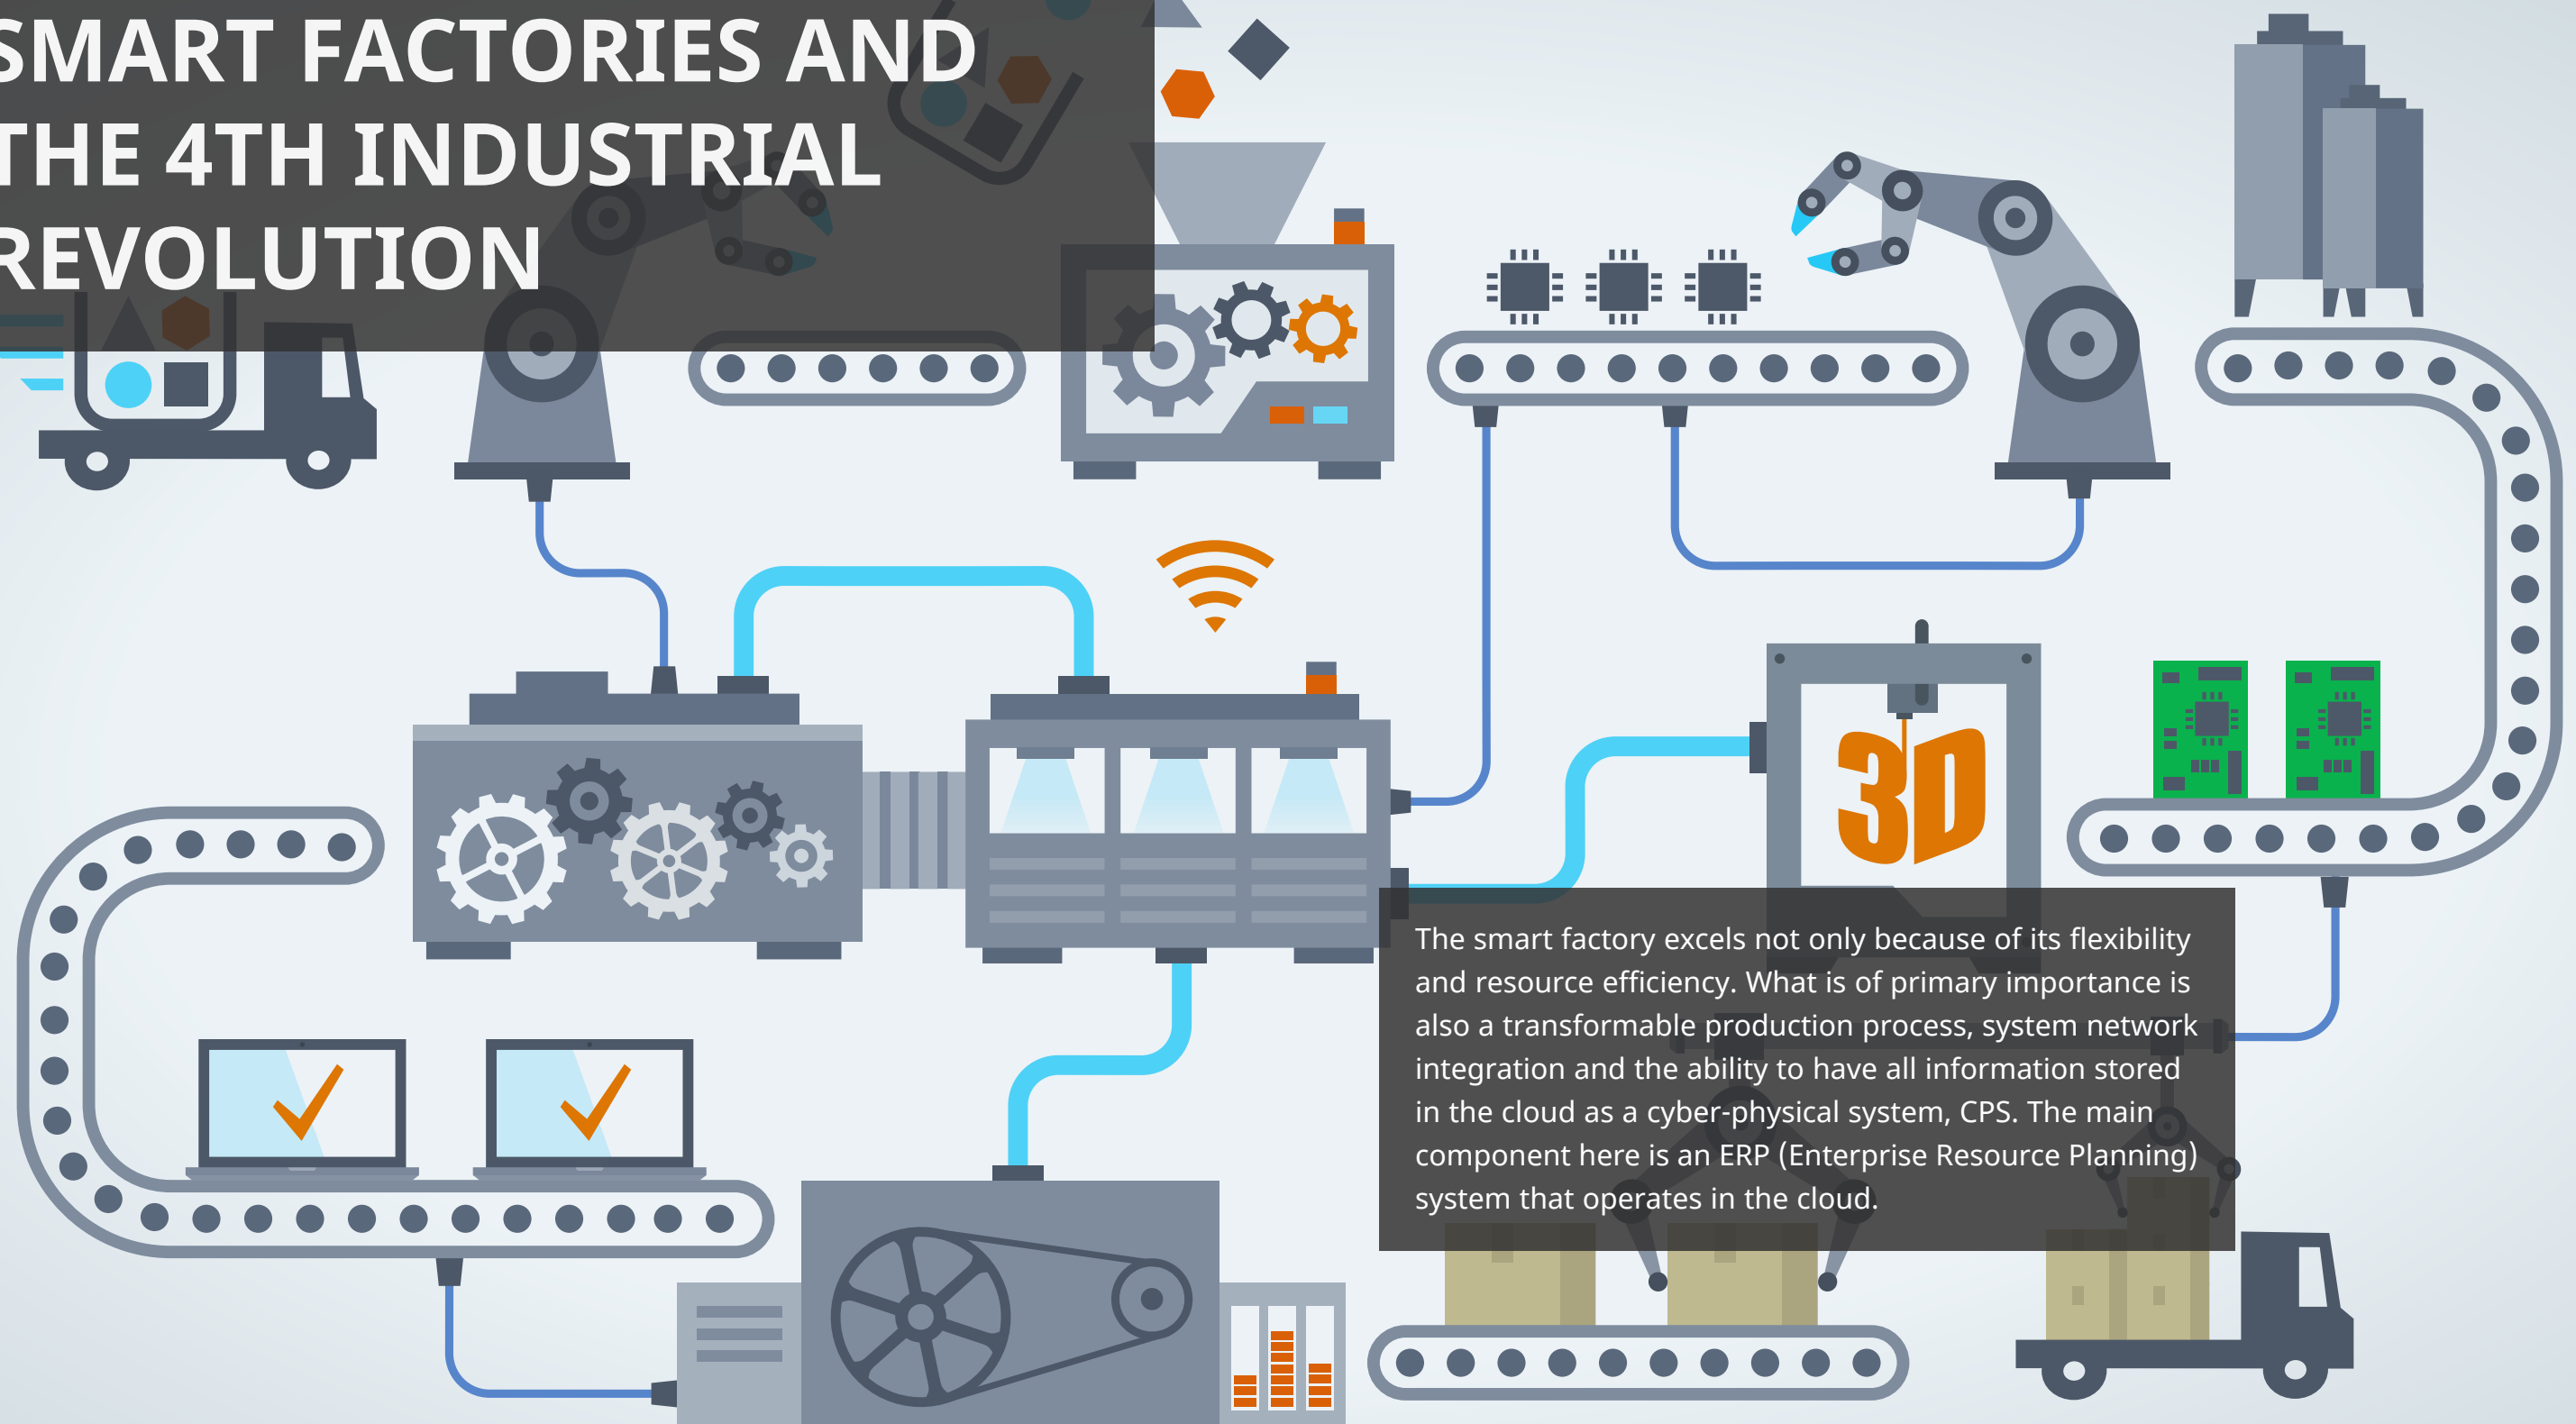 SMART FACTORIES AND
THE 4TH INDUSTRIAL
REVOLUTION
3D
The smart factory excels not only because of its flexibility
and resource efficiency. What is of primary importance is
also a transformable production process, system network
integration and the ability to have all information stored
in the cloud as a cyber-physical system, CPS. The main
component here is an ERP (Enterprise Resource Planning)
system that operates in the cloud.